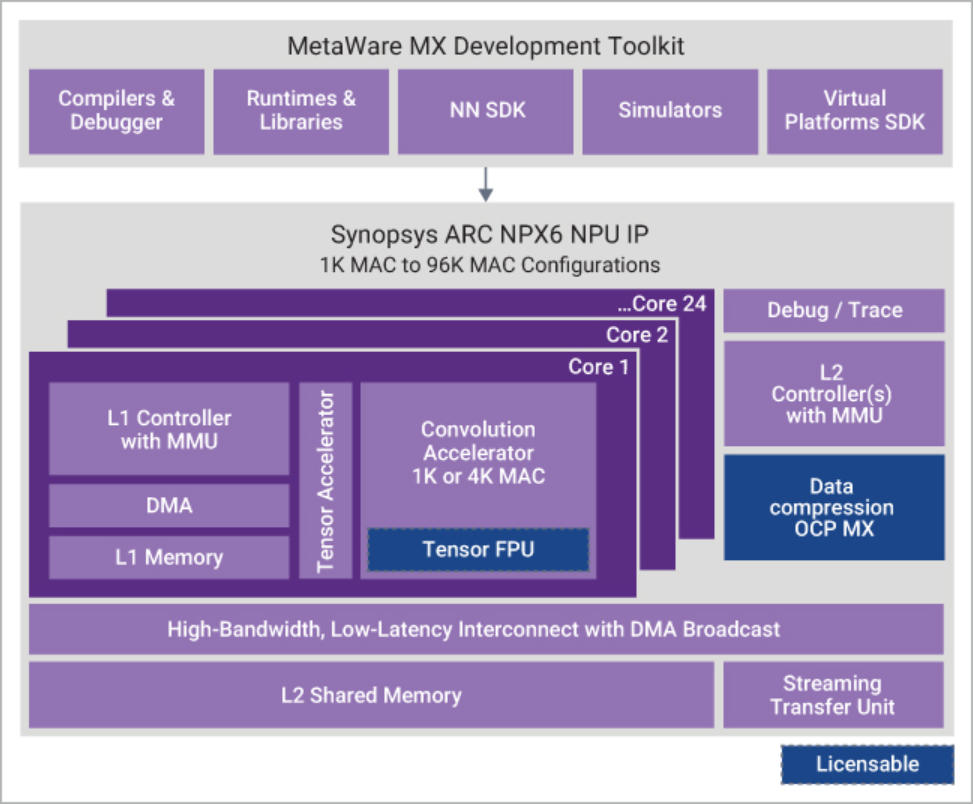 MetaWare MX Development Toolkit
Compilers &
Debugger
Runtimes &
Libraries
NN SDK
Simulators
Virtual
Platforms SDK
Synopsys ARC NPX6 NPU IP
1K MAC to 96K MAC Configurations
...Core 24
Core 2
Core 1
L1 Controller
with MMU
DMA
L1 Memory
Tensor Accelerator
Convolution
Accelerator
1K or 4K MAC
Tensor FPU
Debug / Trace
L2
Controller(s)
with MMU
Data
compression
OCP MX
High-Bandwidth, Low-Latency Interconnect with DMA Broadcast
L2 Shared Memory
Streaming
Transfer Unit
Licensable